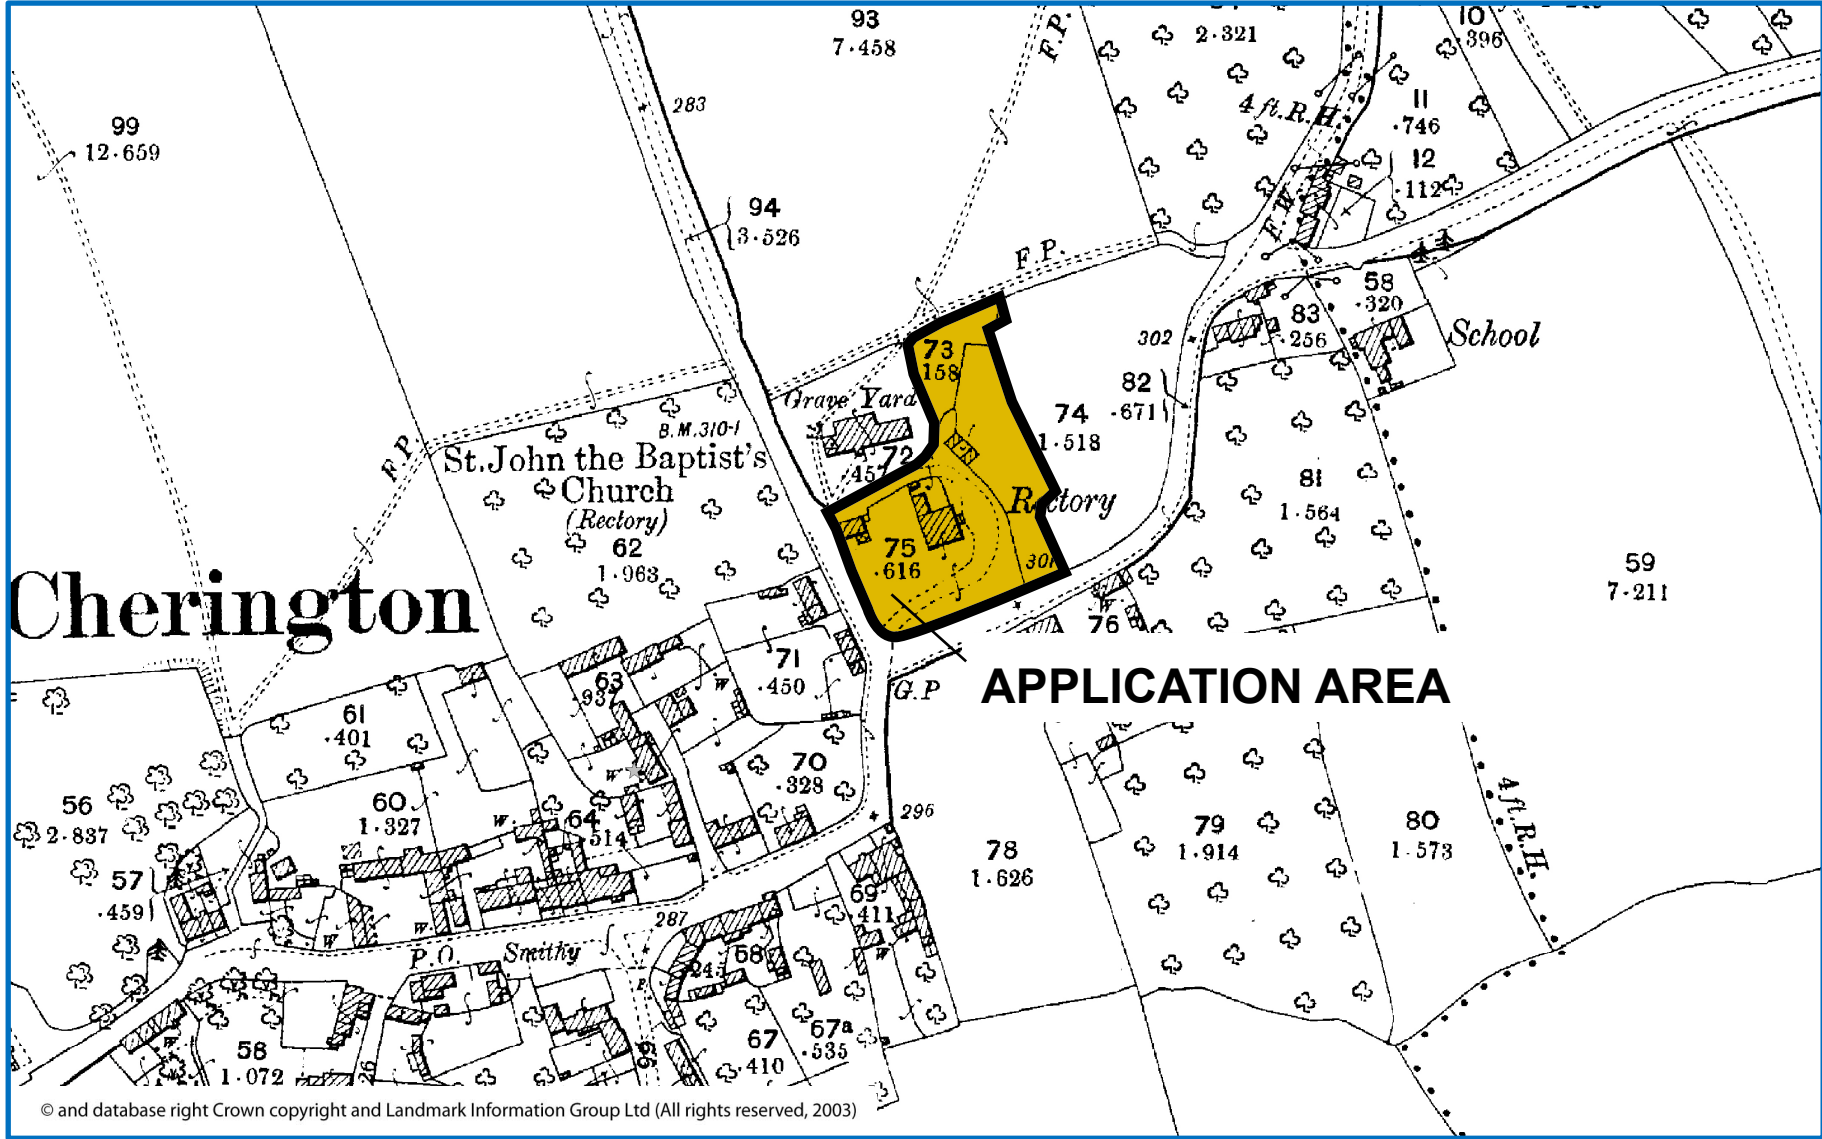 93
7·458
2·321
10
·396
F.P.
99
12·659
283
4 ft. R.H.
11
·746
12
·112
94
3·526
F.W.
F.P.
58
·320
83
·256
School
302
73
158
82
·671
Grave Yard
74
1·518
B.M.310·1
F.P.
St. John the Baptist's
Church
(Rectory)
72
·457
81
1·564
Rectory
62
1·963
75
·616
301
59
7·211
Cherington
W
76
71
·450
63
·937
W
G.P
APPLICATION AREA
61
·401
70
·328
W
56
2·837
60
1·327
W.
64
·514
296
79
1·914
80
1·573
4 ft. R.H.
78
1·626
57
·459
69
·411
287
W
W
W
P.O.
Smithy
68
·245
P
66
67
·410
67a
·535
W
58
1·072
26
© and database right Crown copyright and Landmark Information Group Ltd (All rights reserved, 2003)